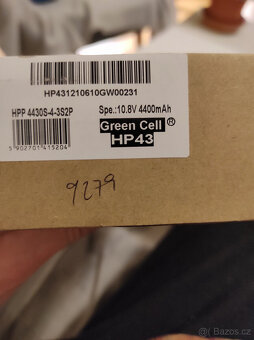 HP431210610GW00231
HPP 4430S-4-3S2P
Spe.:10.8V 4400mAh
5902701415204
Green Cell ®
HP43
9279
Bazos.cz